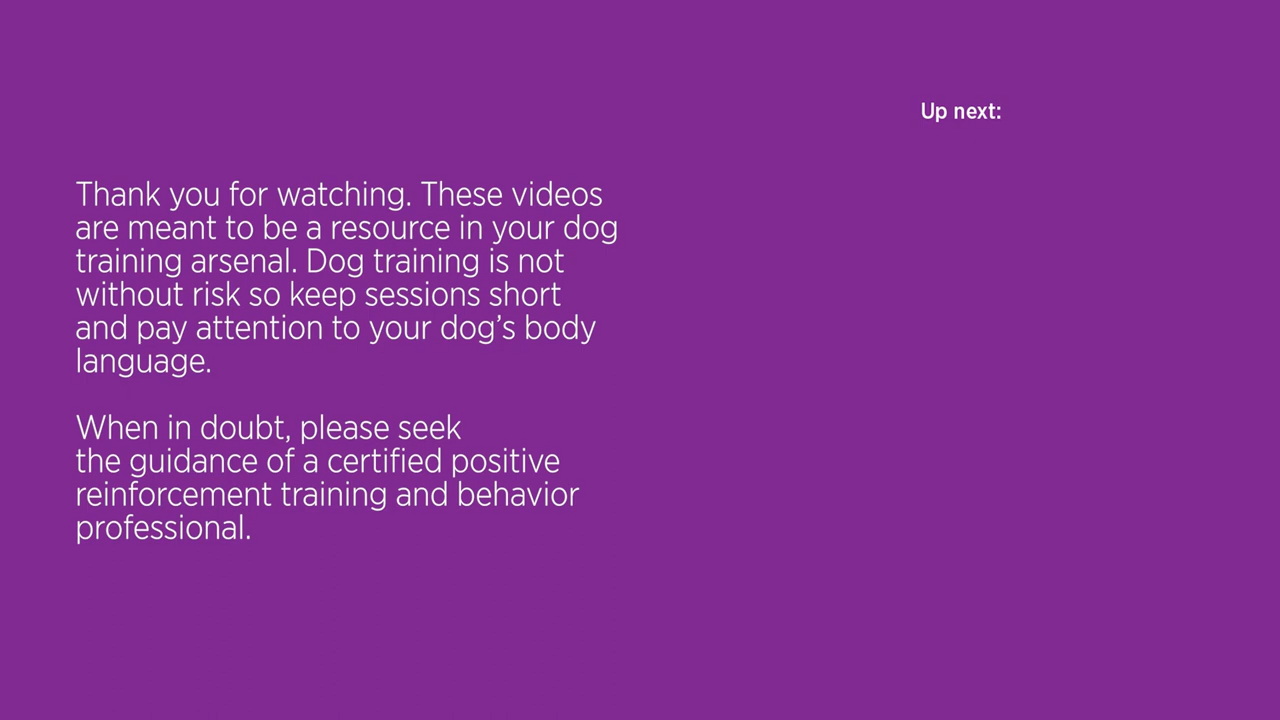 Up next:
Thank you for watching. These videos
are meant to be a resource in your dog
training arsenal. Dog training is not
without risk so keep sessions short
and pay attention to your dog’s body
language.
When in doubt, please seek
the guidance of a certified positive
reinforcement training and behavior
professional.